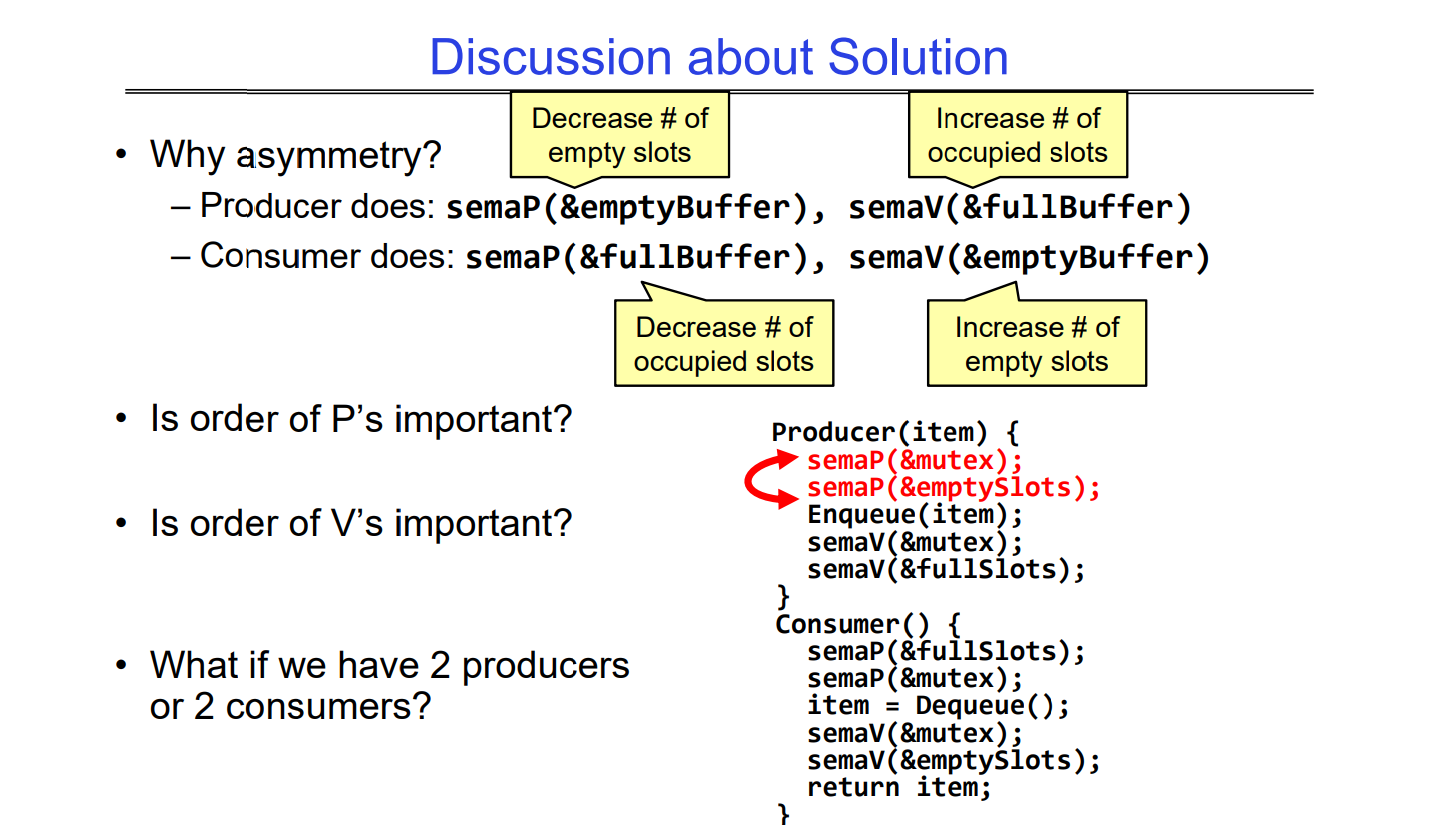 Discussion about Solution
Decrease # of
empty slots
Increase # of
occupied slots
• Why asymmetry?
– Producer does: semaP(&emptyBuffer), semaV(&fullBuffer)
– Consumer does: semaP(&fullBuffer), semaV(&emptyBuffer)
Decrease # of
occupied slots
Increase # of
empty slots
• Is order of P’s important?
• Is order of V’s important?
• What if we have 2 producers
or 2 consumers?
Producer(item) {
semaP(&mutex);
semaP(&emptySlots);
Enqueue(item);
semaV(&mutex);
semaV(&fullSlots);
}
Consumer() {
semaP(&fullSlots);
semaP(&mutex);
item = Dequeue();
semaV(&mutex);
semaV(&emptySlots);
return item;
}